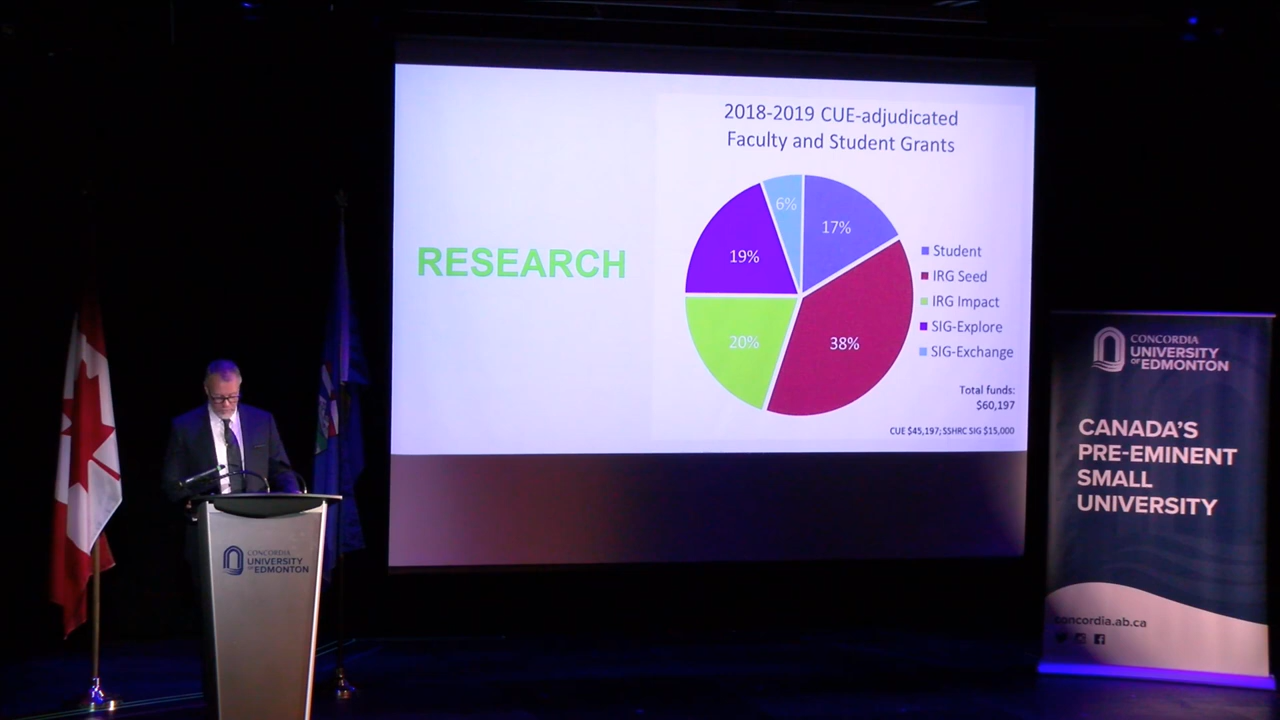 RESEARCH
2018-2019 CUE-adjudicated
Faculty and Student Grants
6%
17%
19%
20%
38%
Student
IRG Seed
IRG Impact
SIG-Explore
SIG-Exchange
Total funds:
$60,197
CUE $45,197; SSHRC SIG $15,000
CONCORDIA
UNIVERSITY
OF EDMONTON
CONCORDIA
UNIVERSITY
OF EDMONTON
CANADA'S
PRE-EMINENT
SMALL
UNIVERSITY
concordia.ab.ca